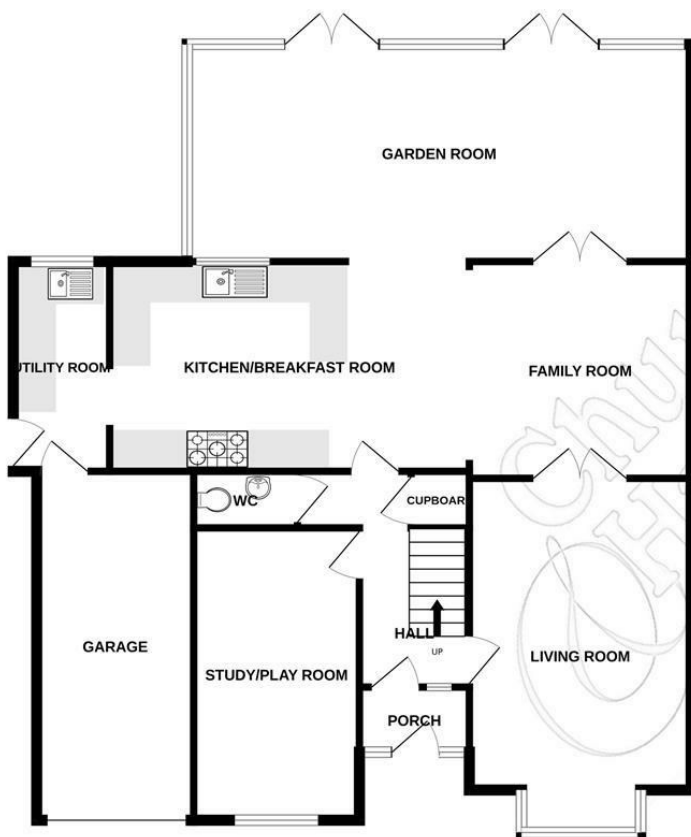 GARDEN ROOM
UTILITY ROOM
KITCHEN/BREAKFAST ROOM
FAMILY ROOM
WC
CUPBOAR
GARAGE
HALL
UP
STUDY/PLAY ROOM
LIVING ROOM
PORCH
Chu
H